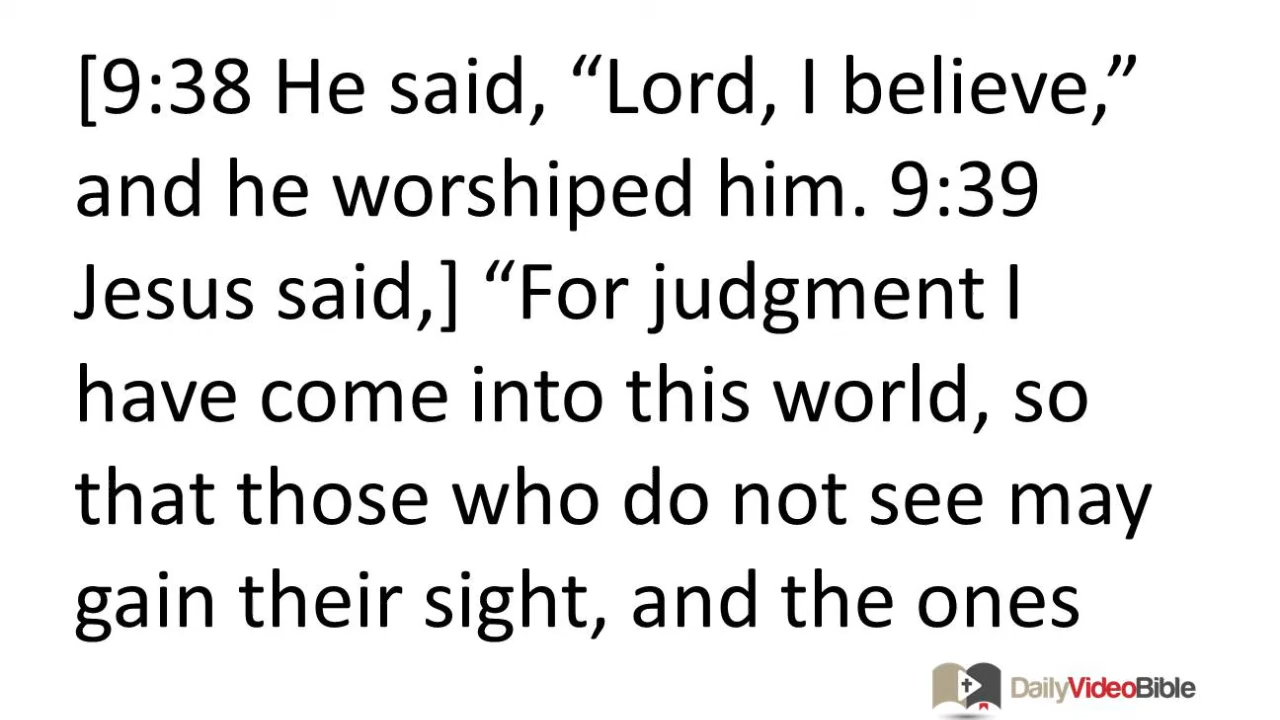 [9:38 He said, “Lord, I believe,”
and he worshiped him. 9:39
Jesus said,] “For judgment I
have come into this world, so
that those who do not see may
gain their sight, and the ones
DailyVideoBible